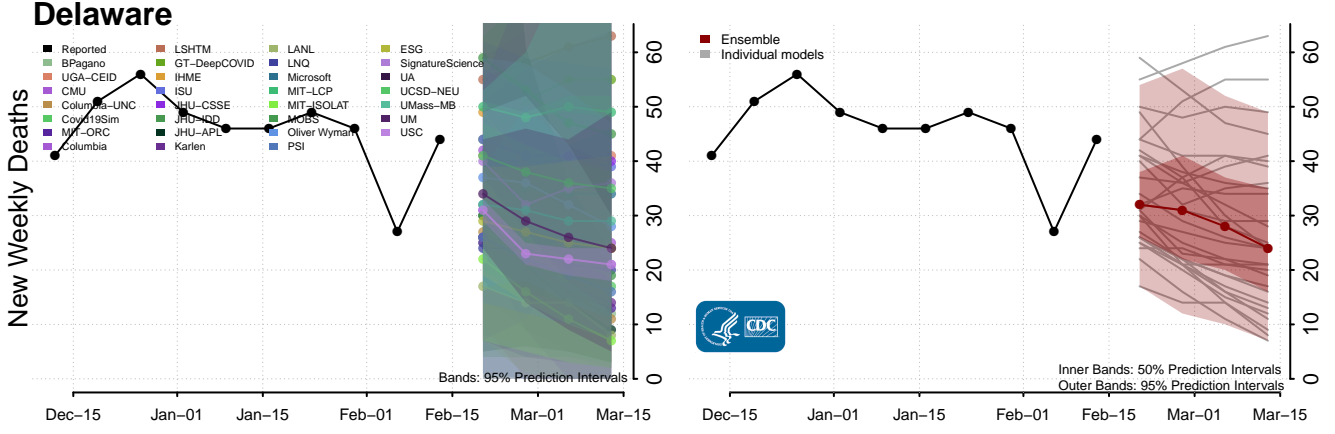 Delaware
New Weekly Deaths
Reported
BPagano
UGA−CEID
CMU
Columbia−UNC
Covid19Sim
MIT−ORC
Columbia
LSHTM
GT−DeepCOVID
IHME
ISU
JHU−CSSE
JHU−IDD
JHU−APL
Karlen
LANL
LNQ
Microsoft
MIT−LCP
MIT−ISOLAT
MOBS
Oliver Wyman
PSI
ESG
SignatureScience
UA
UCSD−NEU
UMass−MB
UM
USC
60
50
40
30
20
10
0
Bands: 95% Prediction Intervals
Dec−15 Jan−01 Jan−15 Feb−01 Feb−15 Mar−01 Mar−15
Ensemble
Individual models
60
50
40
30
20
10
0
CDC
Inner Bands: 50% Prediction Intervals
Outer Bands: 95% Prediction Intervals
Dec−15 Jan−01 Jan−15 Feb−01 Feb−15 Mar−01 Mar−15